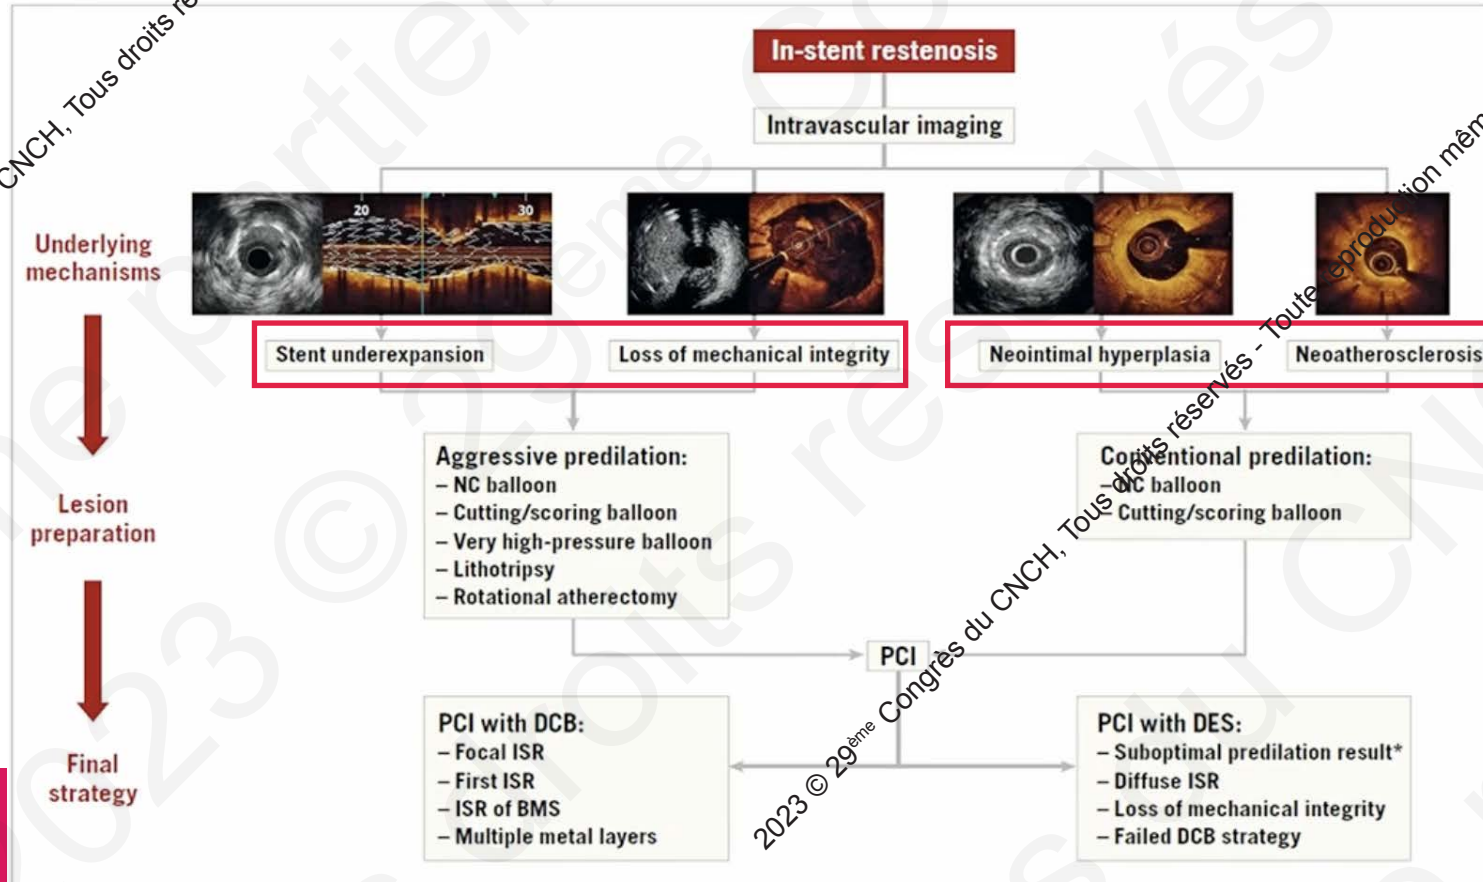 In-stent restenosis
Intravascular imaging
20
30
Underlying
mechanisms
Stent underexpansion
Loss of mechanical integrity
Neointimal hyperplasia
Neoatherosclerosis
Lesion
preparation
Aggressive predilation:
– NC balloon
– Cutting/scoring balloon
– Very high-pressure balloon
– Lithotripsy
– Rotational atherectomy
Conventional predilation:
– NC balloon
– Cutting/scoring balloon
PCI
Final
strategy
PCI with DCB:
– Focal ISR
– First ISR
– ISR of BMS
– Multiple metal layers
PCI with DES:
– Suboptimal predilation result*
– Diffuse ISR
– Loss of mechanical integrity
– Failed DCB strategy
CNCH, Tous droits
2023 © 29ème Congrès du CNCH, Tous droits réservés - Toute reproduction mêm